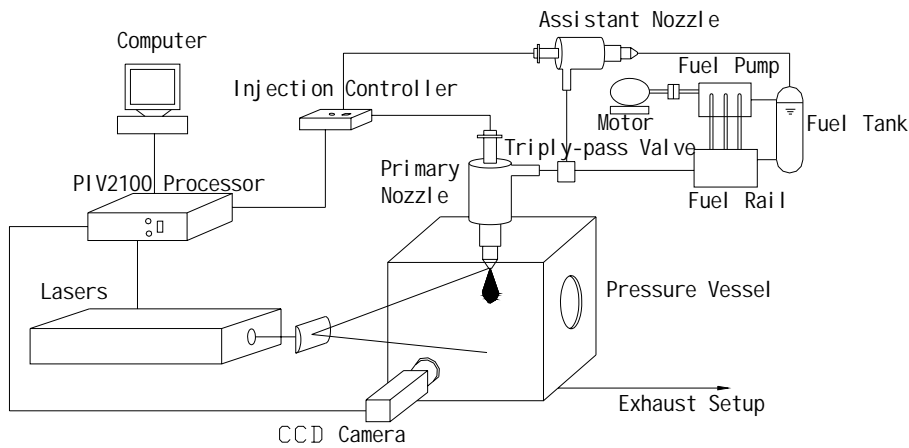 Assistant Nozzle
Computer
Fuel Pump
Injection Controller
Motor
Fuel Tank
Triply-pass Valve
Primary
Nozzle
PIV2100 Processor
Fuel Rail
Lasers
Pressure Vessel
Exhaust Setup
CCD Camera